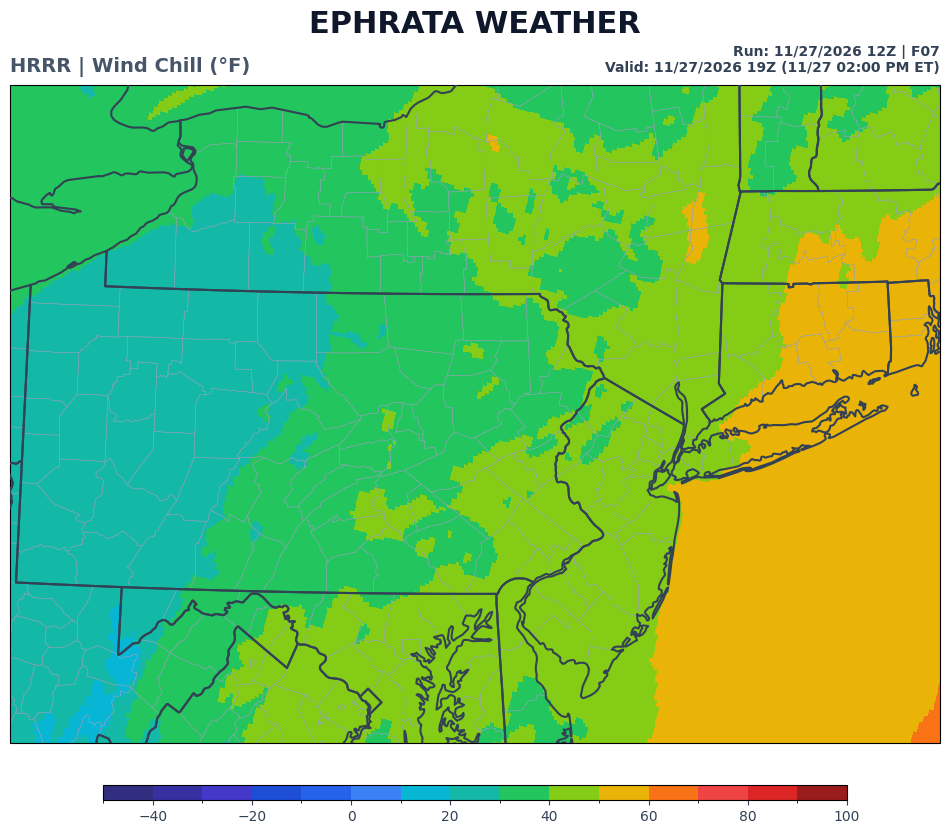 EPHRATA WEATHER
HRRR | Wind Chill (°F)
Run: 11/27/2026 12Z | F07
Valid: 11/27/2026 19Z (11/27 02:00 PM ET)
−40 −20 0 20 40 60 80 100